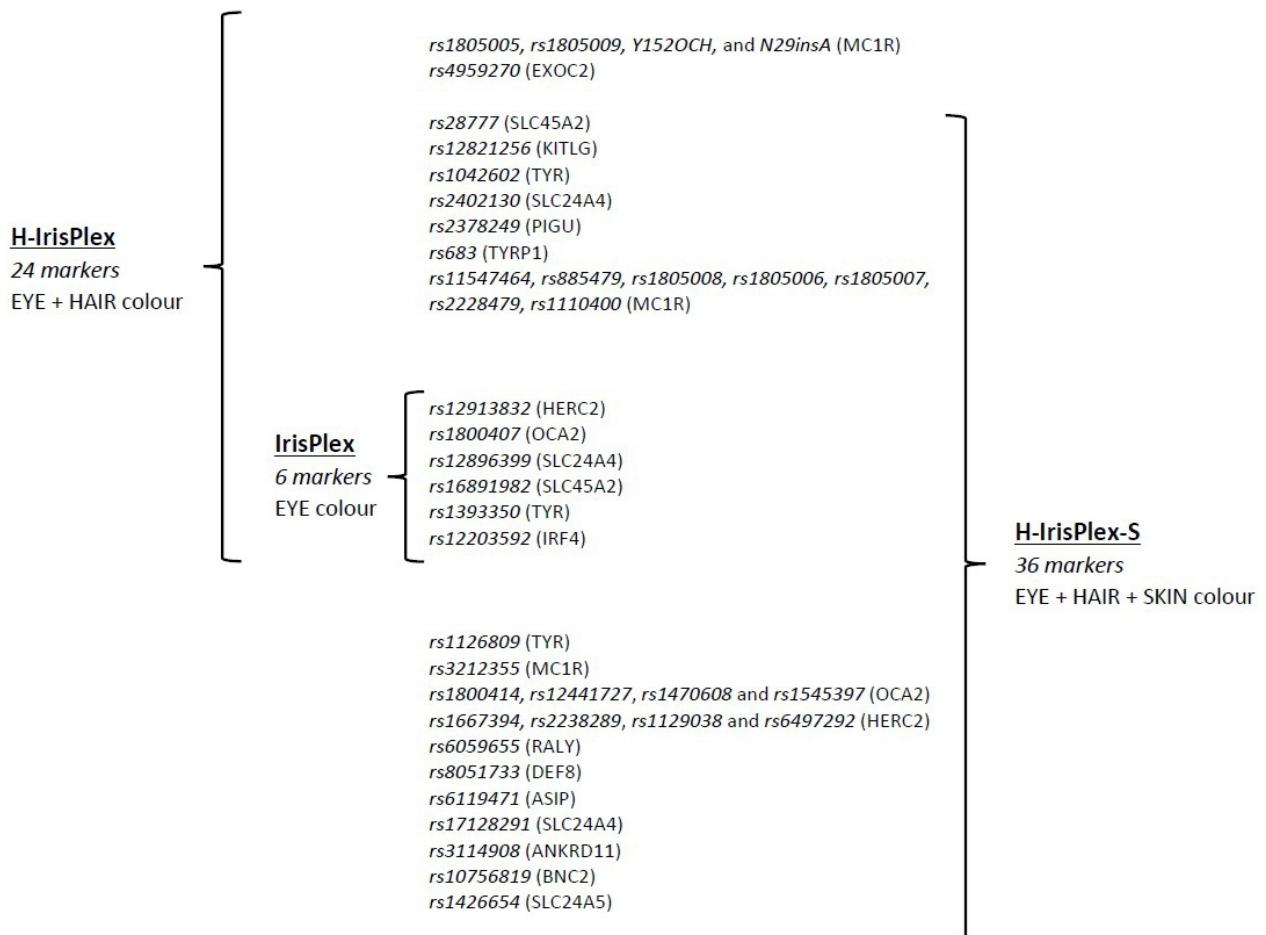 rs1805005, rs1805009, Y152OCH, and N29insA (MC1R)
rs4959270 (EXOC2)
rs28777 (SLC45A2)
rs12821256 (KITLG)
rs1042602 (TYR)
rs2402130 (SLC24A4)
rs2378249 (PIGU)
rs683 (TYRP1)
rs11547464, rs885479, rs1805008, rs1805006, rs1805007,
rs2228479, rs1110400 (MC1R)
H-IrisPlex
24 markers
EYE + HAIR colour
rs12913832 (HERC2)
rs1800407 (OCA2)
rs12896399 (SLC24A4)
rs16891982 (SLC45A2)
rs1393350 (TYR)
rs12203592 (IRF4)
IrisPlex
6 markers
EYE colour
rs1126809 (TYR)
rs3212355 (MC1R)
rs1800414, rs12441727, rs1470608 and rs1545397 (OCA2)
rs1667394, rs2238289, rs1129038 and rs6497292 (HERC2)
rs6059655 (RALY)
rs8051733 (DEF8)
rs6119471 (ASIP)
rs17128291 (SLC24A4)
rs3114908 (ANKRD11)
rs10756819 (BNC2)
rs1426654 (SLC24A5)
H-IrisPlex-S
36 markers
EYE + HAIR + SKIN colour